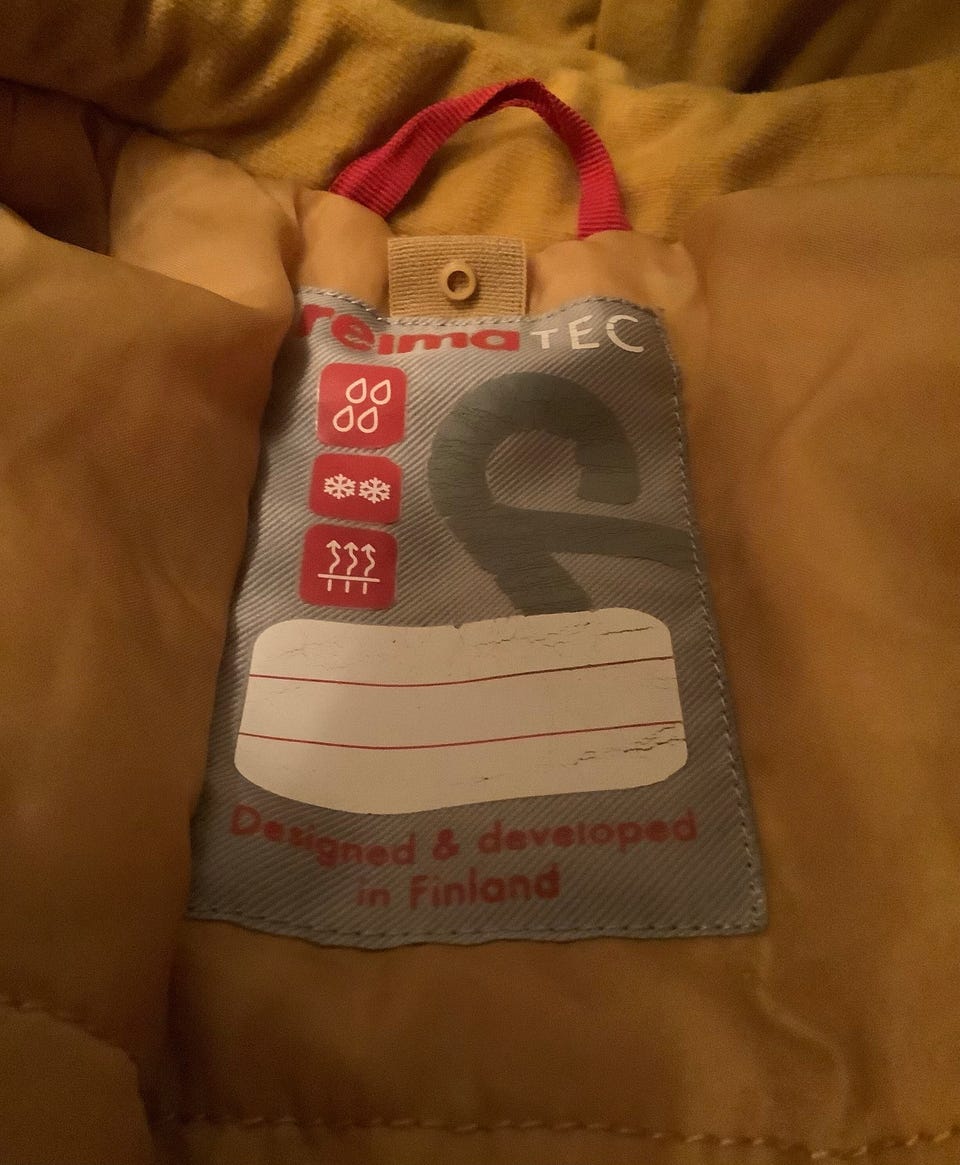 reima TEC
Designed & developed
in Finland